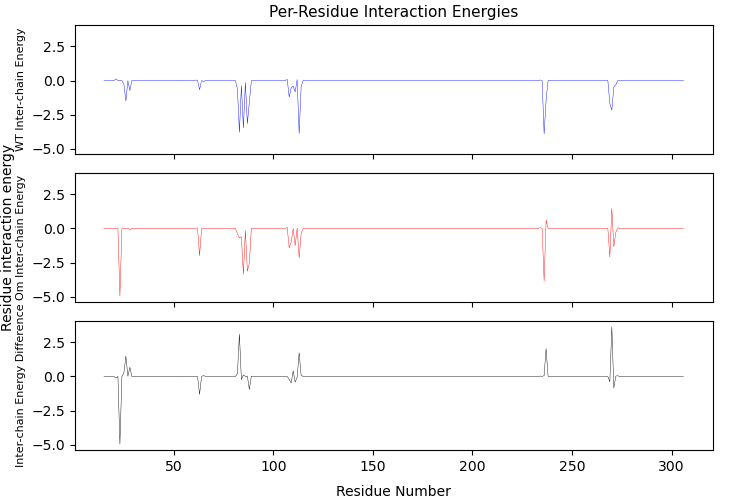 Per-Residue Interaction Energies
WT Inter-chain Energy
2.5
0.0
−2.5
−5.0
Residue interaction energy
Om Inter-chain Energy
2.5
0.0
−2.5
−5.0
Inter-chain Energy Difference
2.5
0.0
−2.5
−5.0
50 100 150 200 250 300
Residue Number